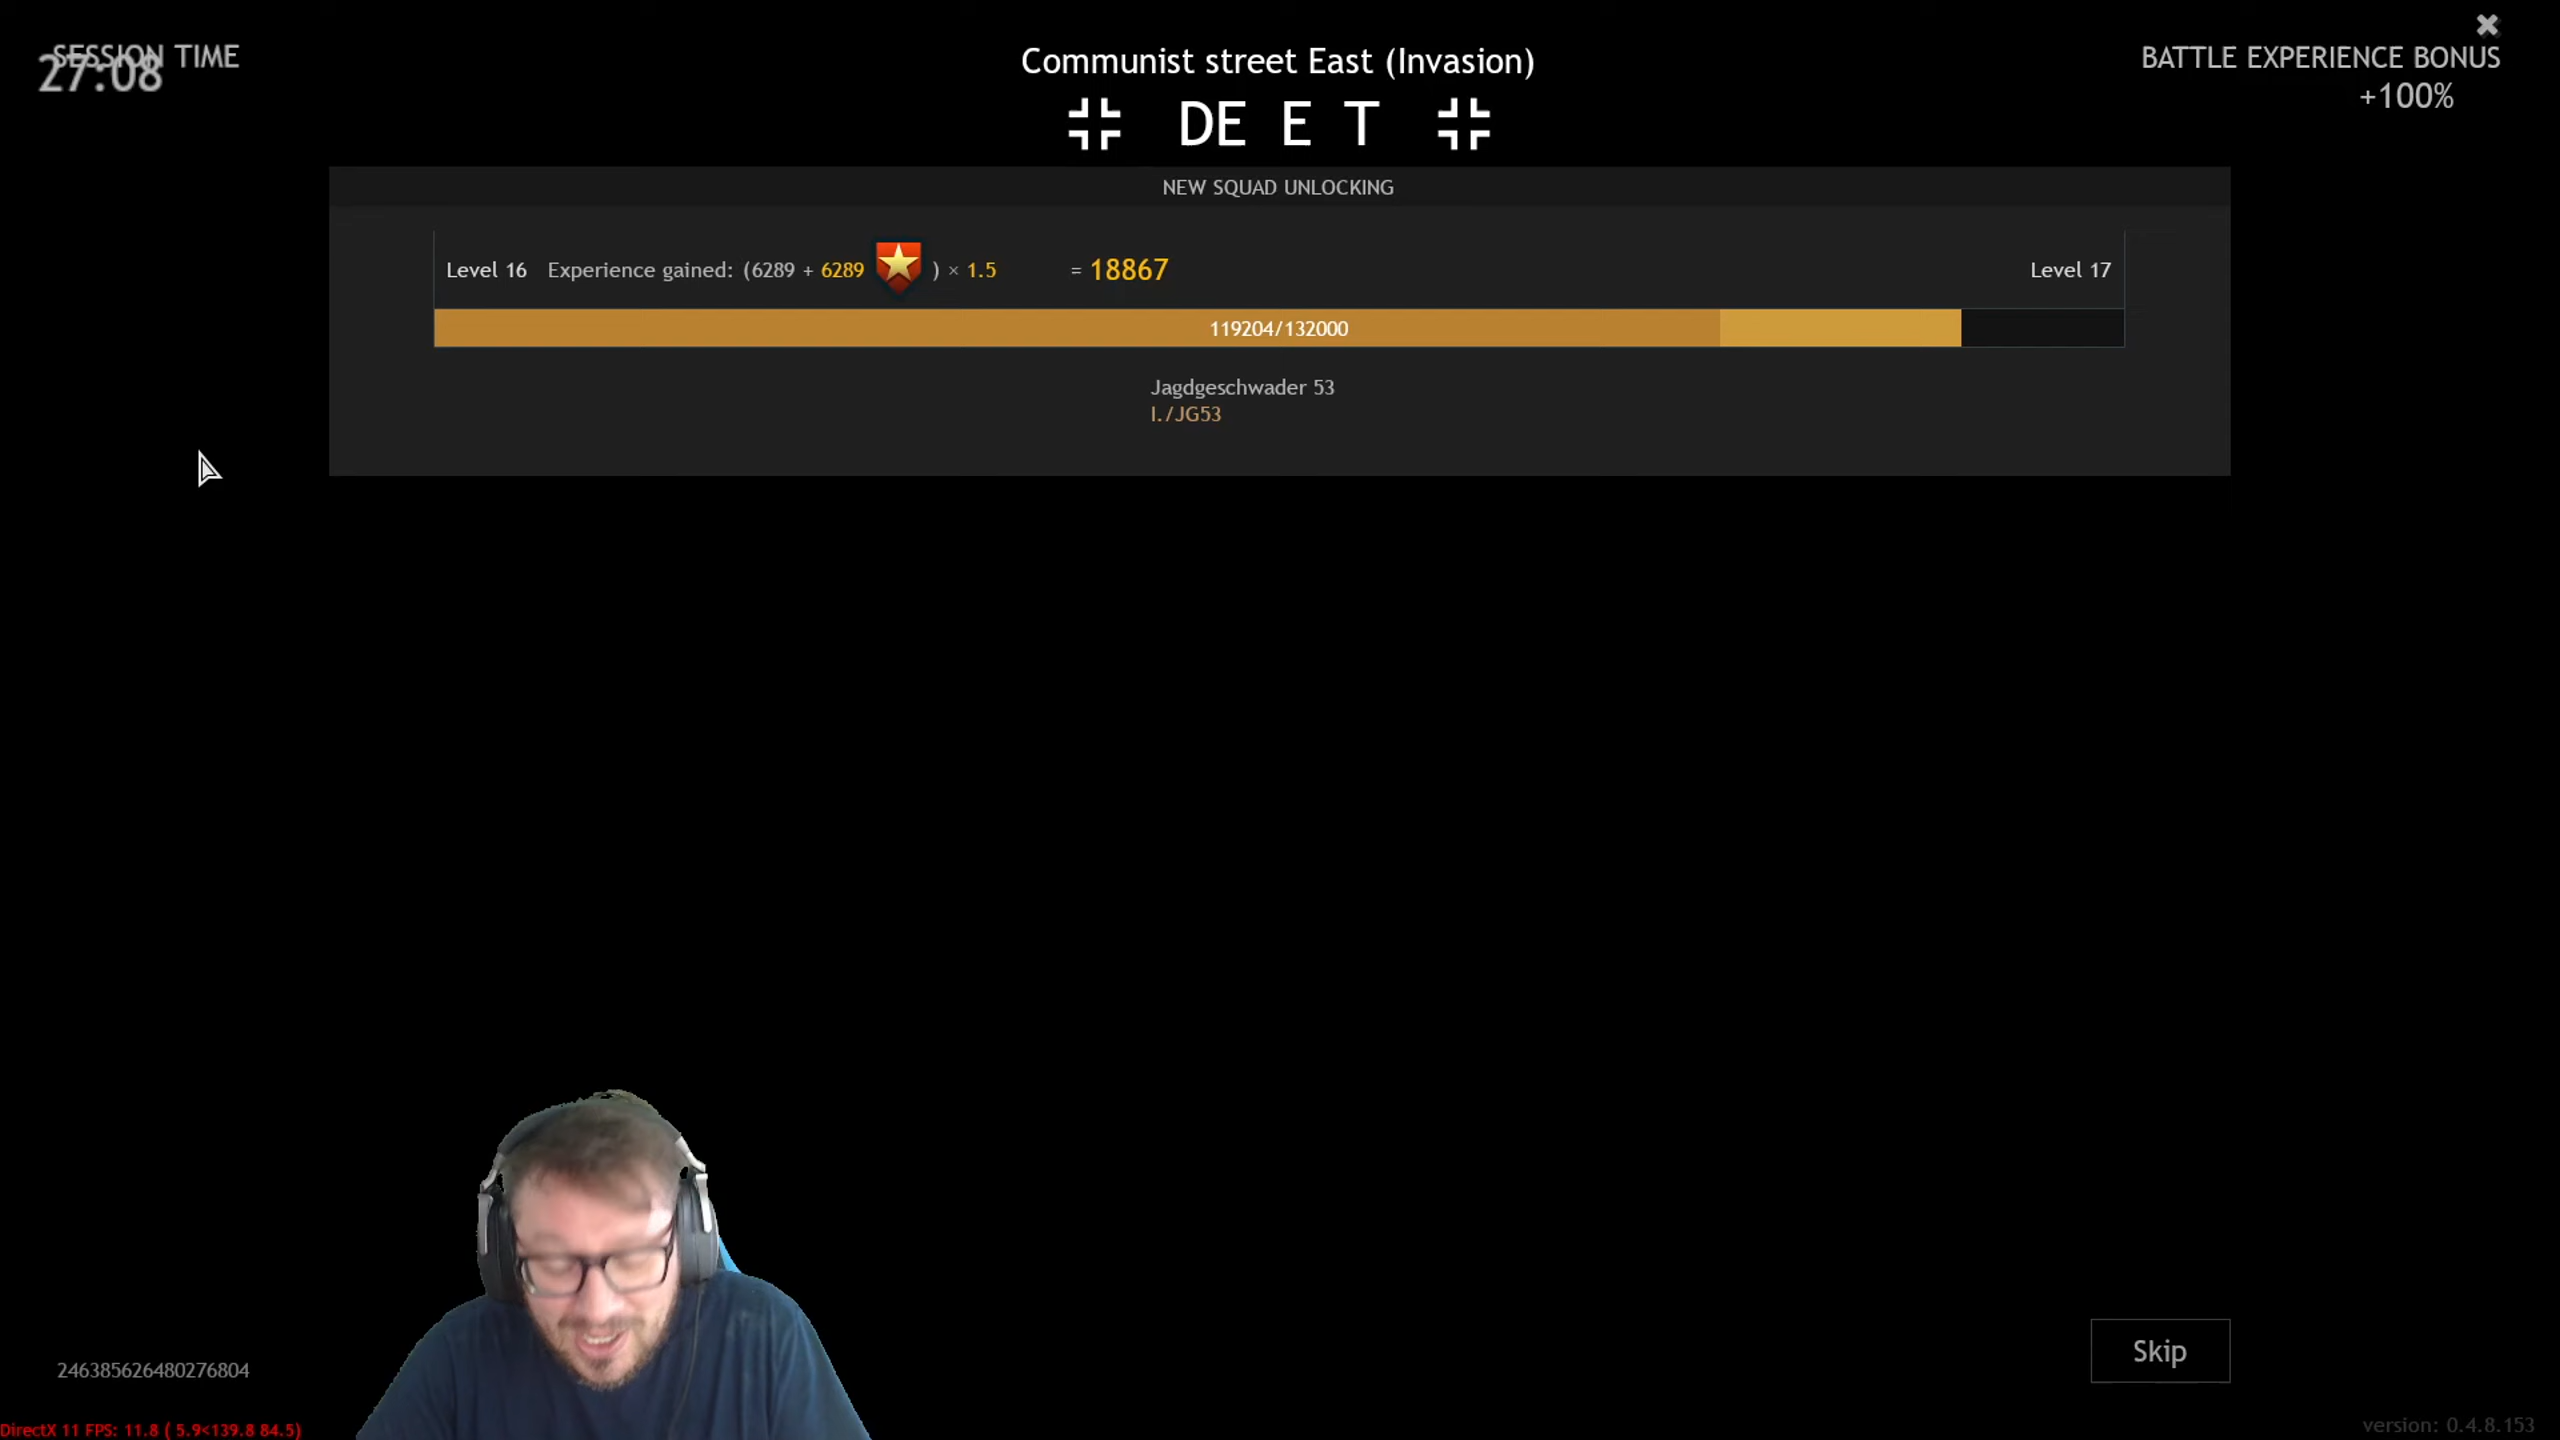 SESSION TIME
27:08
Communist street East (Invasion)
DE E T
BATTLE EXPERIENCE BONUS
+100%
NEW SQUAD UNLOCKING
Level 16 Experience gained: (6289 + 6289 ) × 1.5 = 18867 Level 17
119204/132000
Jagdgeschwader 53
I./JG53
Skip
246385626480276804
DirectX 11 FPS: 11.8 ( 5.9<139.8 84.5)
version: 0.4.8.153